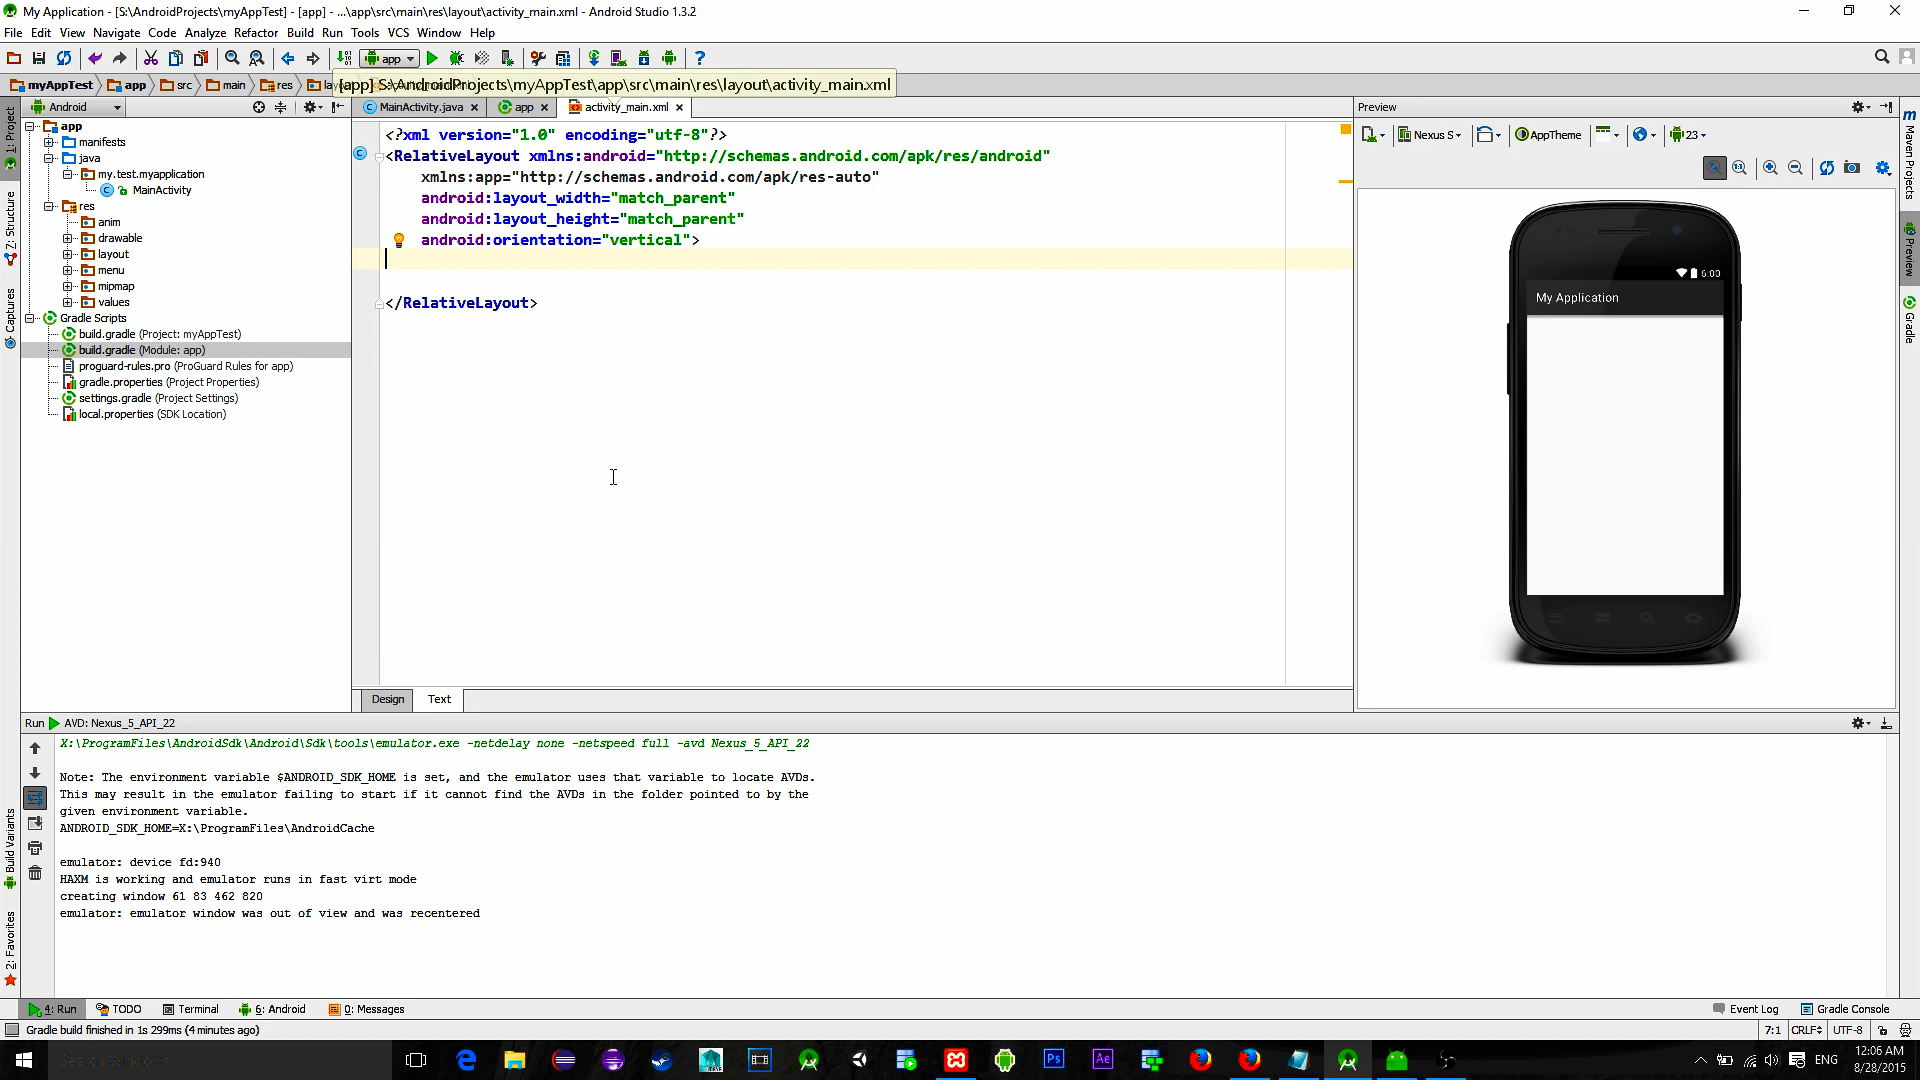 My Application - [S:\AndroidProjects\myAppTest] - [app] - ...\app\src\main\res\layout\activity_main.xml - Android Studio 1.3.2
File Edit View Navigate Code Analyze Refactor Build Run Tools VCS Window Help
app
myAppTest app src main res
[app] S:\AndroidProjects\myAppTest\app\src\main\res\layout\activity_main.xml
Android
MainActivity.java app activity_main.xml
Preview
1: Project
Z: Structure
Captures
Build Variants
2: Favorites
app
manifests
java
my.test.myapplication
MainActivity
res
anim
drawable
layout
menu
mipmap
values
Gradle Scripts
build.gradle (Project: myAppTest)
build.gradle (Module: app)
proguard-rules.pro (ProGuard Rules for app)
gradle.properties (Project Properties)
settings.gradle (Project Settings)
local.properties (SDK Location)
<?xml version="1.0" encoding="utf-8"?>
<RelativeLayout xmlns:android="http://schemas.android.com/apk/res/android"
xmlns:app="http://schemas.android.com/apk/res-auto"
android:layout_width="match_parent"
android:layout_height="match_parent"
android:orientation="vertical">
</RelativeLayout>
Design Text
Nexus S AppTheme 23
6:00
My Application
Maven Projects
Preview
Gradle
Run AVD: Nexus_5_API_22
X:\ProgramFiles\AndroidSdk\Android\Sdk\tools\emulator.exe -netdelay none -netspeed full -avd Nexus_5_API_22
Note: The environment variable $ANDROID_SDK_HOME is set, and the emulator uses that variable to locate AVDs.
This may result in the emulator failing to start if it cannot find the AVDs in the folder pointed to by the
given environment variable.
ANDROID_SDK_HOME=X:\ProgramFiles\AndroidCache
emulator: device fd:940
HAXM is working and emulator runs in fast virt mode
creating window 61 83 462 820
emulator: emulator window was out of view and was recentered
4: Run TODO Terminal 6: Android 0: Messages
Event Log Gradle Console
Gradle build finished in 1s 299ms (4 minutes ago)
7:1 CRLF UTF-8
Search Windows
Ps
Ae
ENG
12:06 AM
8/28/2015